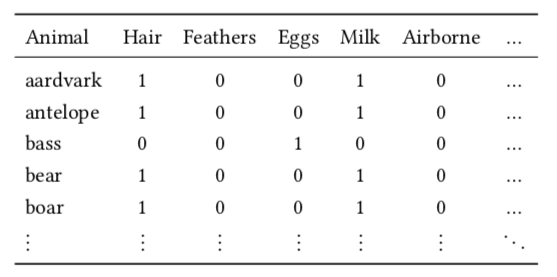 Animal Hair Feathers Eggs Milk Airborne ...
aardvark 1 0 0 1 0 ...
antelope 1 0 0 1 0 ...
bass 0 0 1 0 0 ...
bear 1 0 0 1 0 ...
boar 1 0 0 1 0 ...
⋮ ⋮ ⋮ ⋮ ⋮ ⋮ ⋱